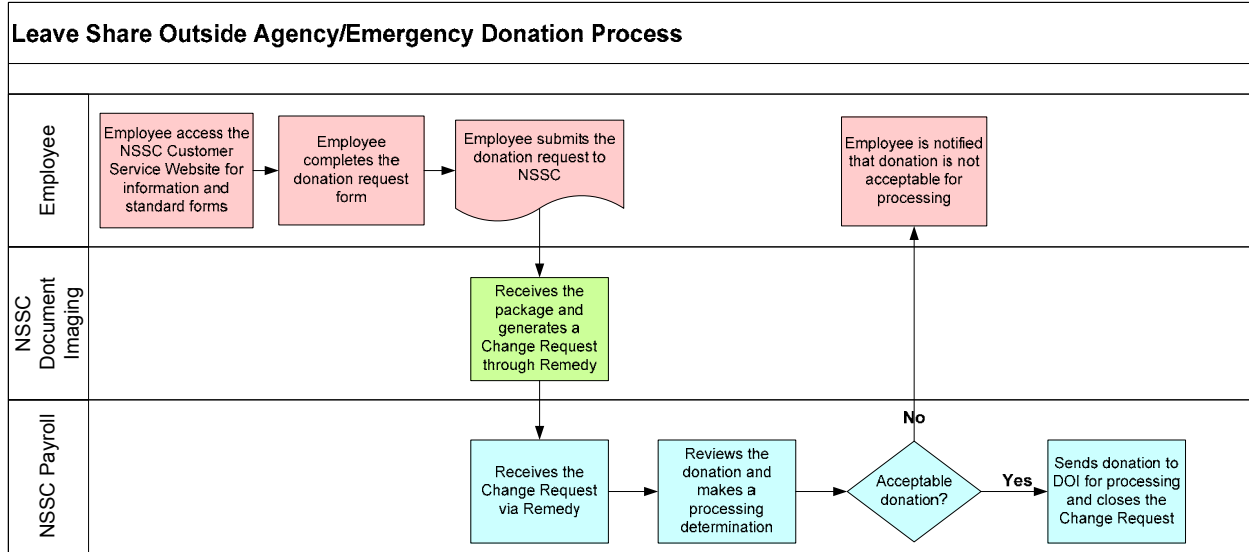 Leave Share Outside Agency/Emergency Donation Process
Employee
Employee access the
NSSC Customer
Service Website for
information and
standard forms
Employee
completes the
donation request
form
Employee submits the
donation request to
NSSC
Employee is notified
that donation is not
acceptable for
processing
NSSC
Document
Imaging
Receives the
package and
generates a
Change Request
through Remedy
NSSC Payroll
Receives the
Change Request
via Remedy
Reviews the
donation and
makes a
processing
determination
Acceptable
donation?
No
Yes
Sends donation to
DOI for processing
and closes the
Change Request